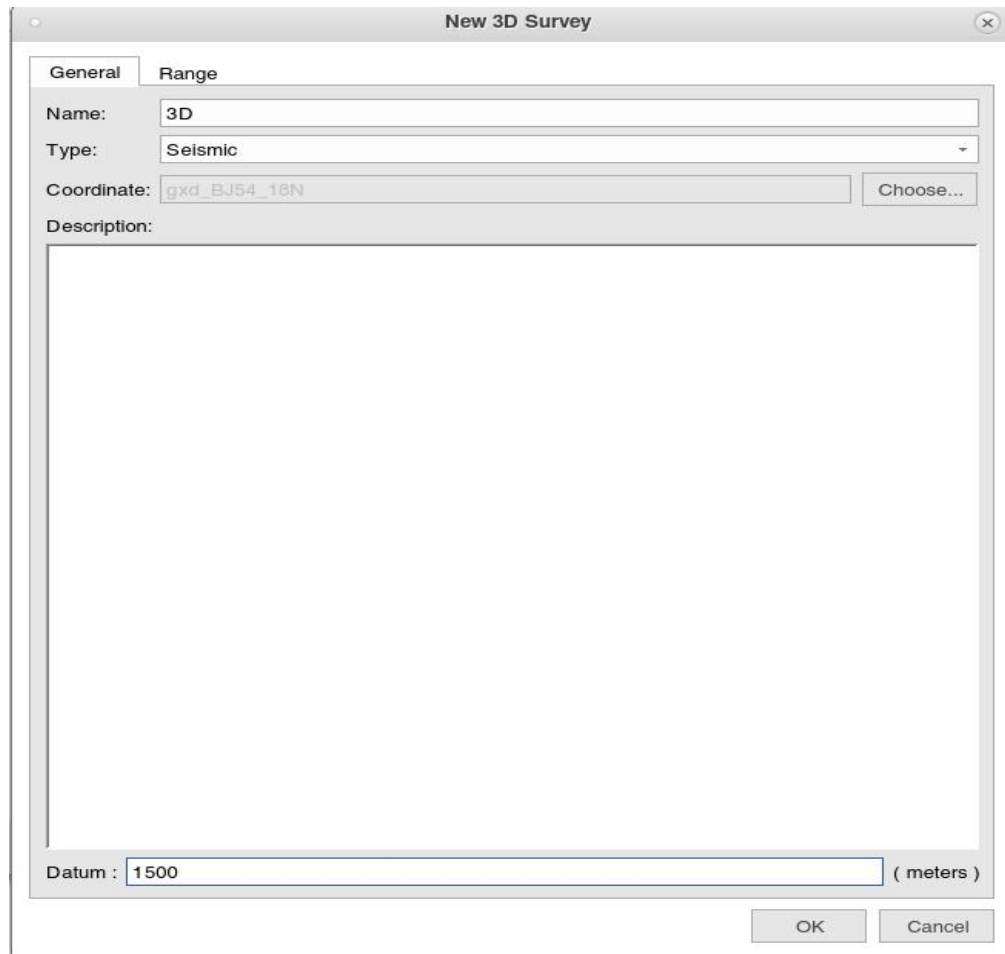 New 3D Survey
General Range
Name: 3D
Type: Seismic
Coordinate: gxd_BJ54_18N Choose...
Description:
Datum : 1500 ( meters )
OK Cancel